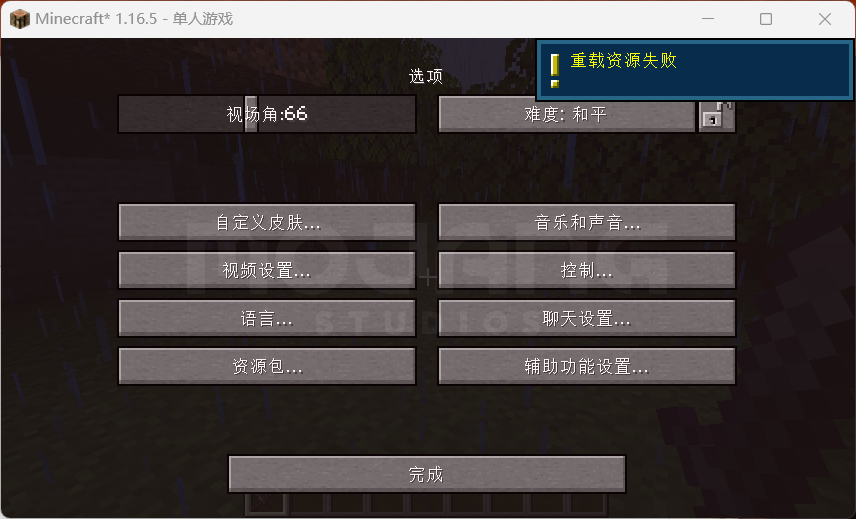 Minecraft* 1.16.5 - 单人游戏
重载资源失败
选项
视场角:66
难度: 和平
自定义皮肤...
音乐和声音...
MOJANG
视频设置...
控制...
语言...
聊天设置...
STUDIOS
资源包...
辅助功能设置...
完成